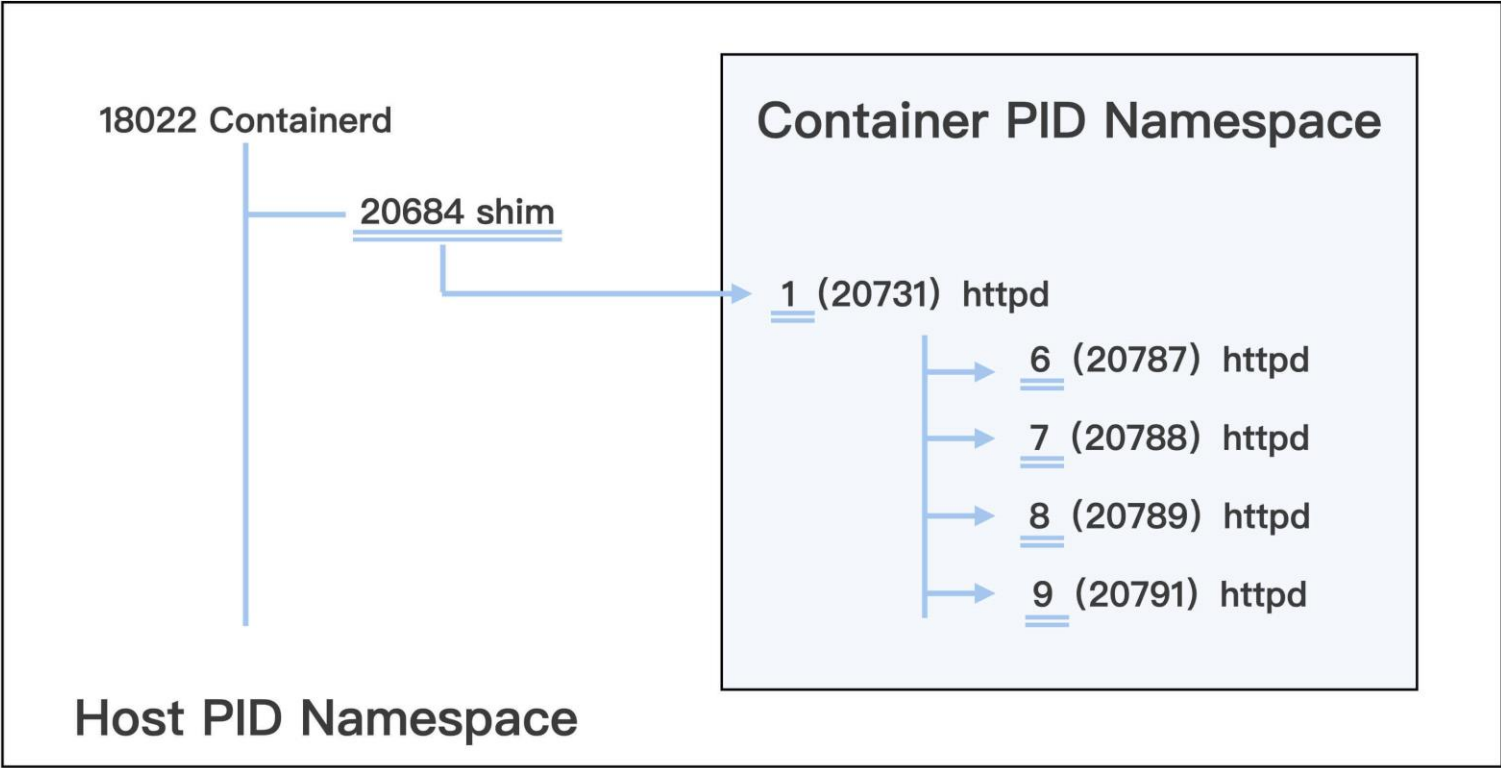 18022 Containerd
20684 shim
Container PID Namespace
1 (20731) httpd
6 (20787) httpd
7 (20788) httpd
8 (20789) httpd
9 (20791) httpd
Host PID Namespace